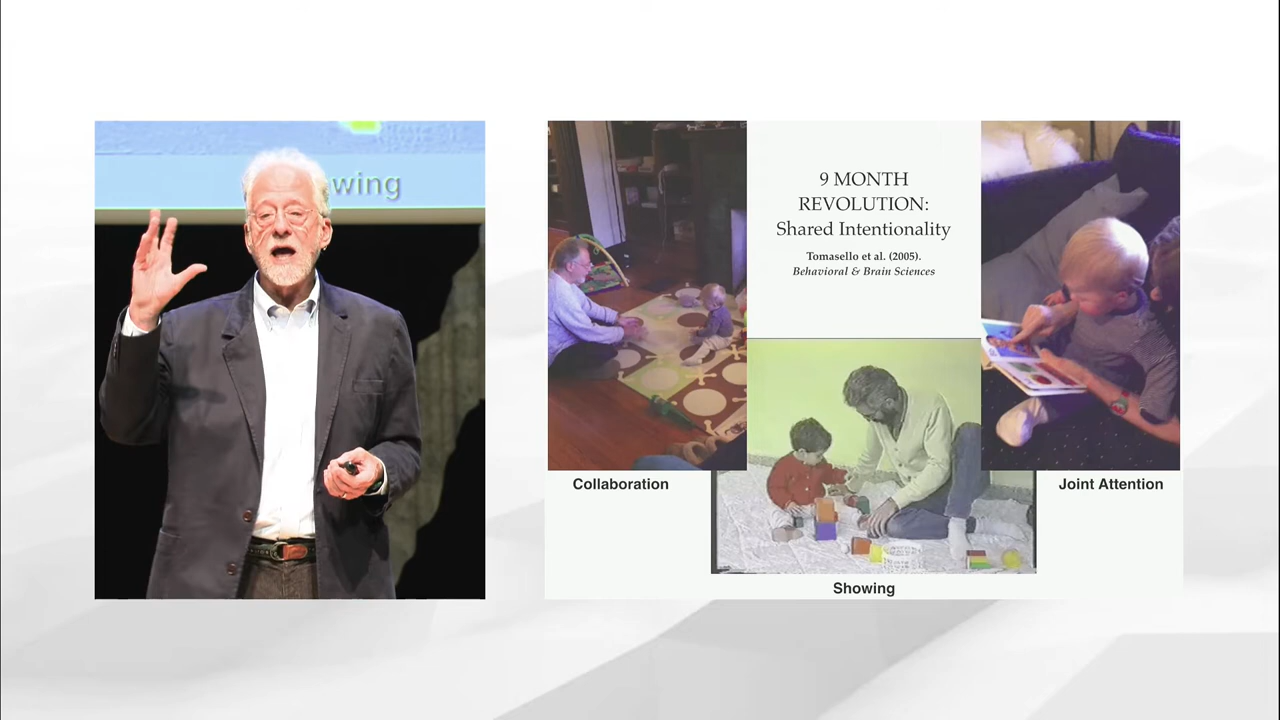 wing
9 MONTH
REVOLUTION:
Shared Intentionality
Tomasello et al. (2005).
Behavioral & Brain Sciences
Collaboration
Joint Attention
Showing